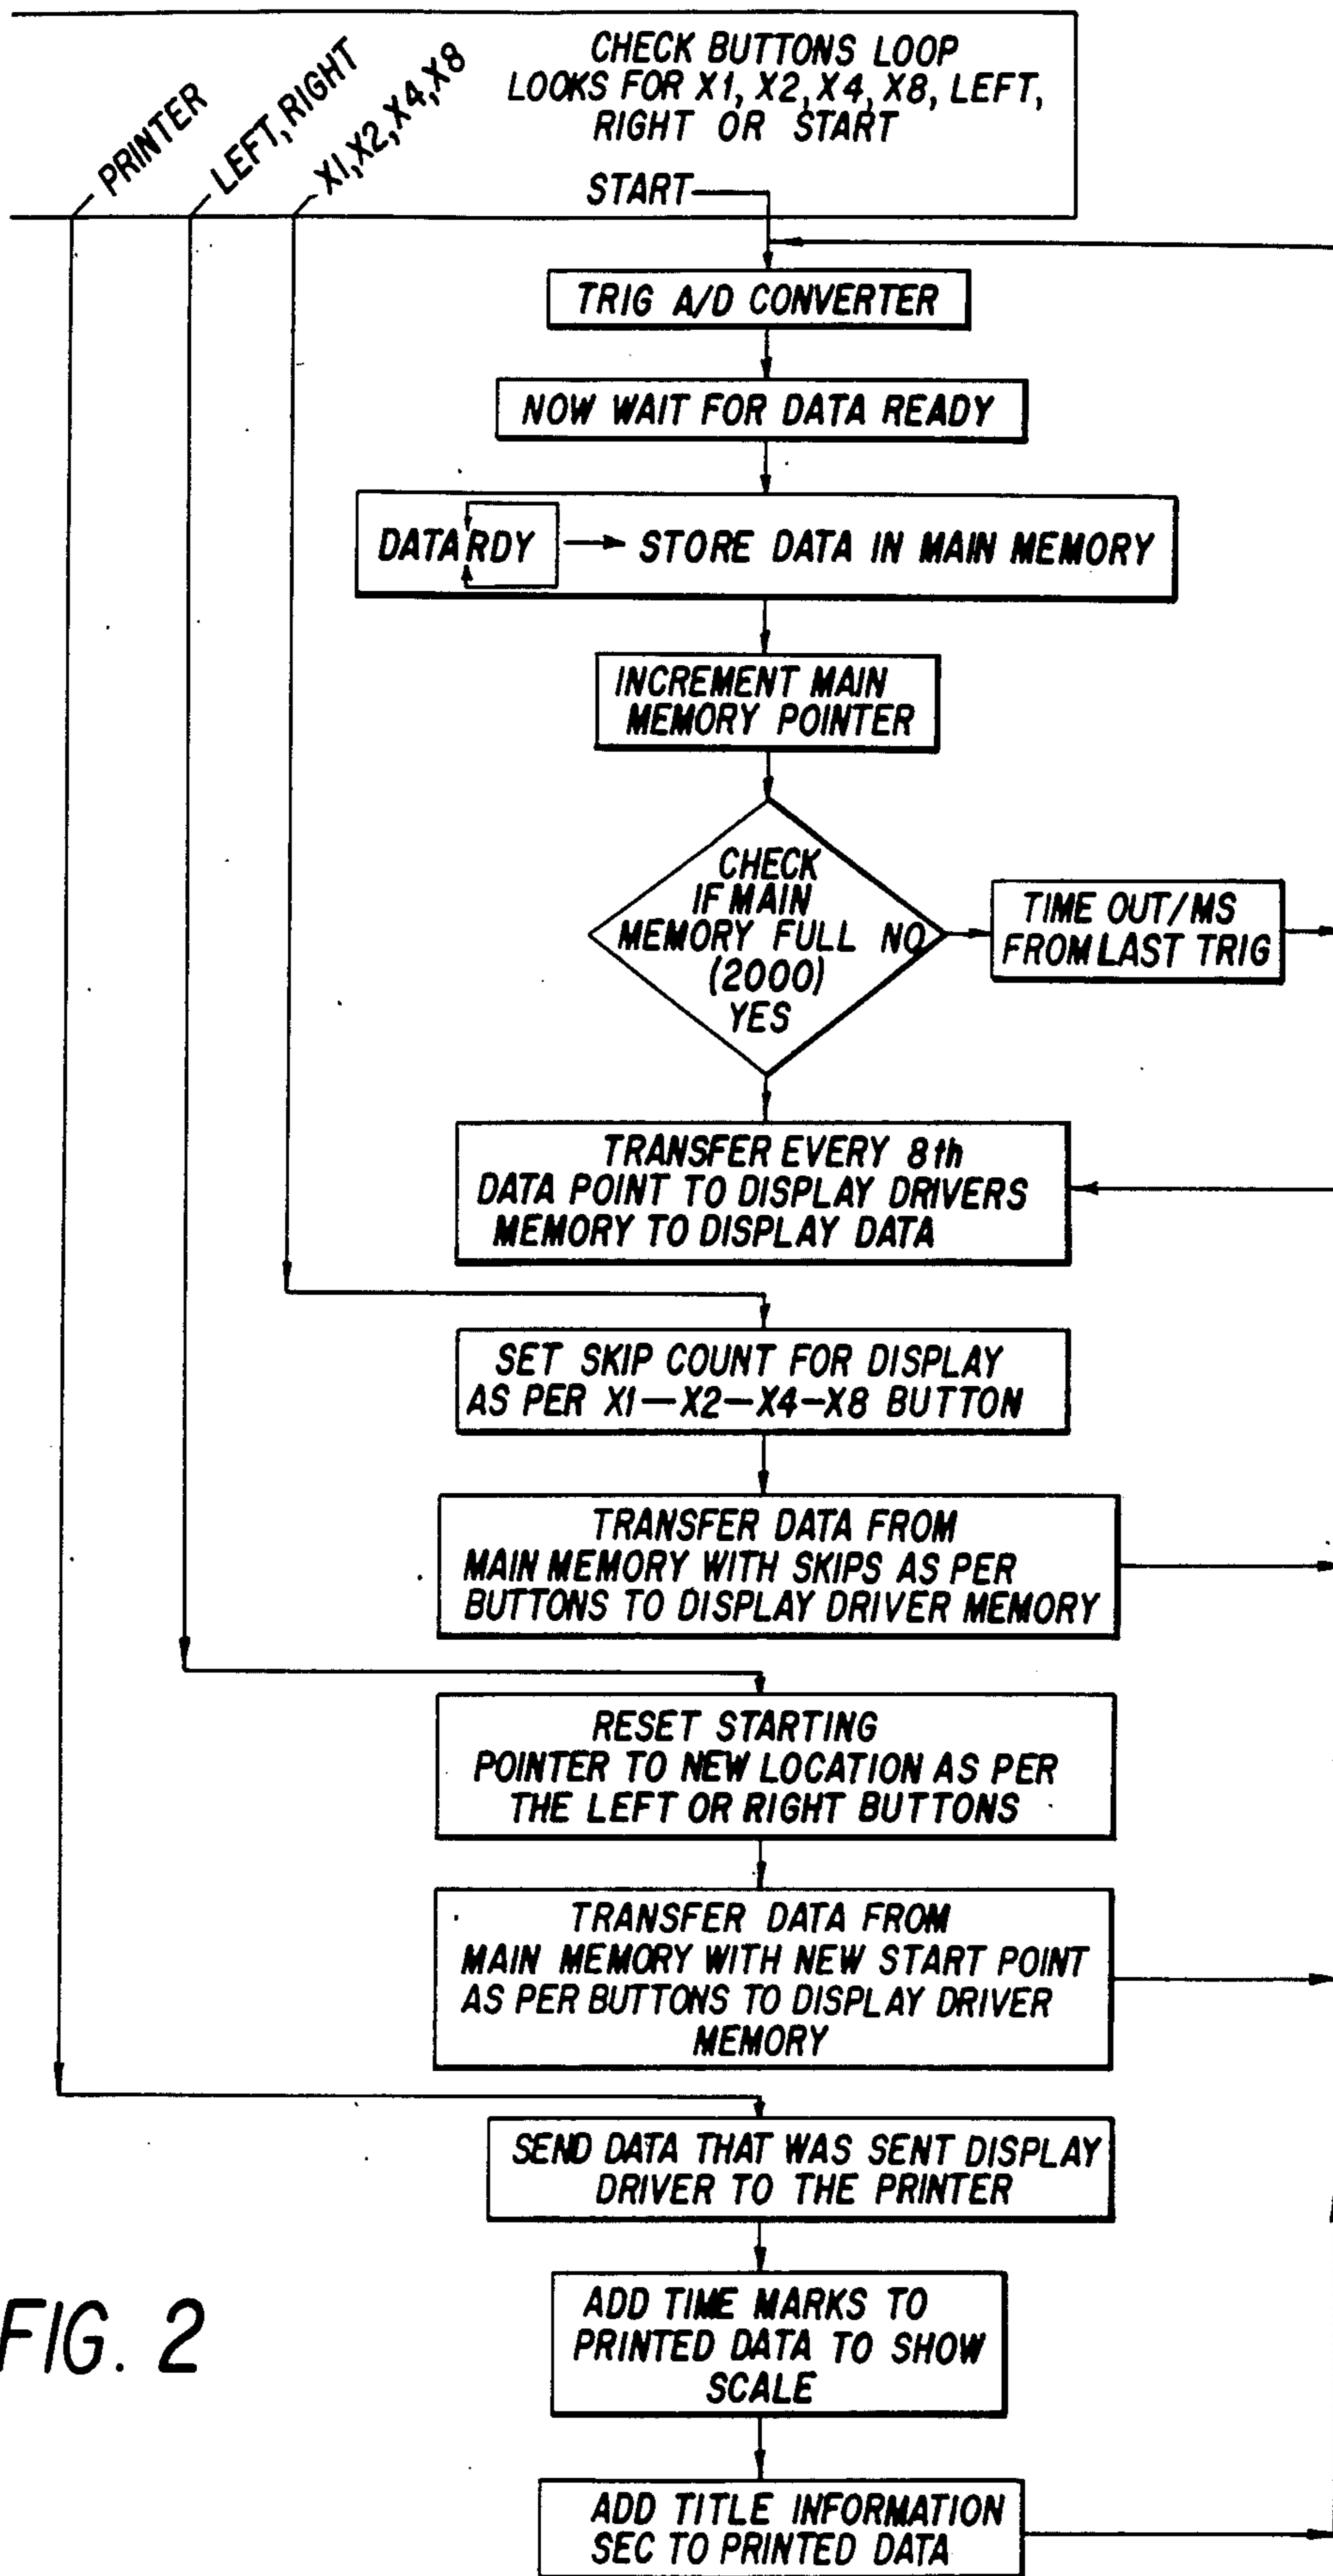 CHECK BUTTONS LOOP
LOOKS FOR X1, X2, X4, X8, LEFT,
RIGHT OR START
PRINTER
LEFT, RIGHT
X1, X2, X4, X8
START
TRIG A/D CONVERTER
NOW WAIT FOR DATA READY
DATA RDY STORE DATA IN MAIN MEMORY
INCREMENT MAIN
MEMORY POINTER
CHECK
IF MAIN
MEMORY FULL NO
(2000)
YES
TIME OUT/MS
FROM LAST TRIG
TRANSFER EVERY 8th
DATA POINT TO DISPLAY DRIVERS
MEMORY TO DISPLAY DATA
SET SKIP COUNT FOR DISPLAY
AS PER X1—X2—X4—X8 BUTTON
TRANSFER DATA FROM
MAIN MEMORY WITH SKIPS AS PER
BUTTONS TO DISPLAY DRIVER MEMORY
RESET STARTING
POINTER TO NEW LOCATION AS PER
THE LEFT OR RIGHT BUTTONS
TRANSFER DATA FROM
MAIN MEMORY WITH NEW START POINT
AS PER BUTTONS TO DISPLAY DRIVER
MEMORY
SEND DATA THAT WAS SENT DISPLAY
DRIVER TO THE PRINTER
ADD TIME MARKS TO
PRINTED DATA TO SHOW
SCALE
ADD TITLE INFORMATION
SEC TO PRINTED DATA
FIG. 2